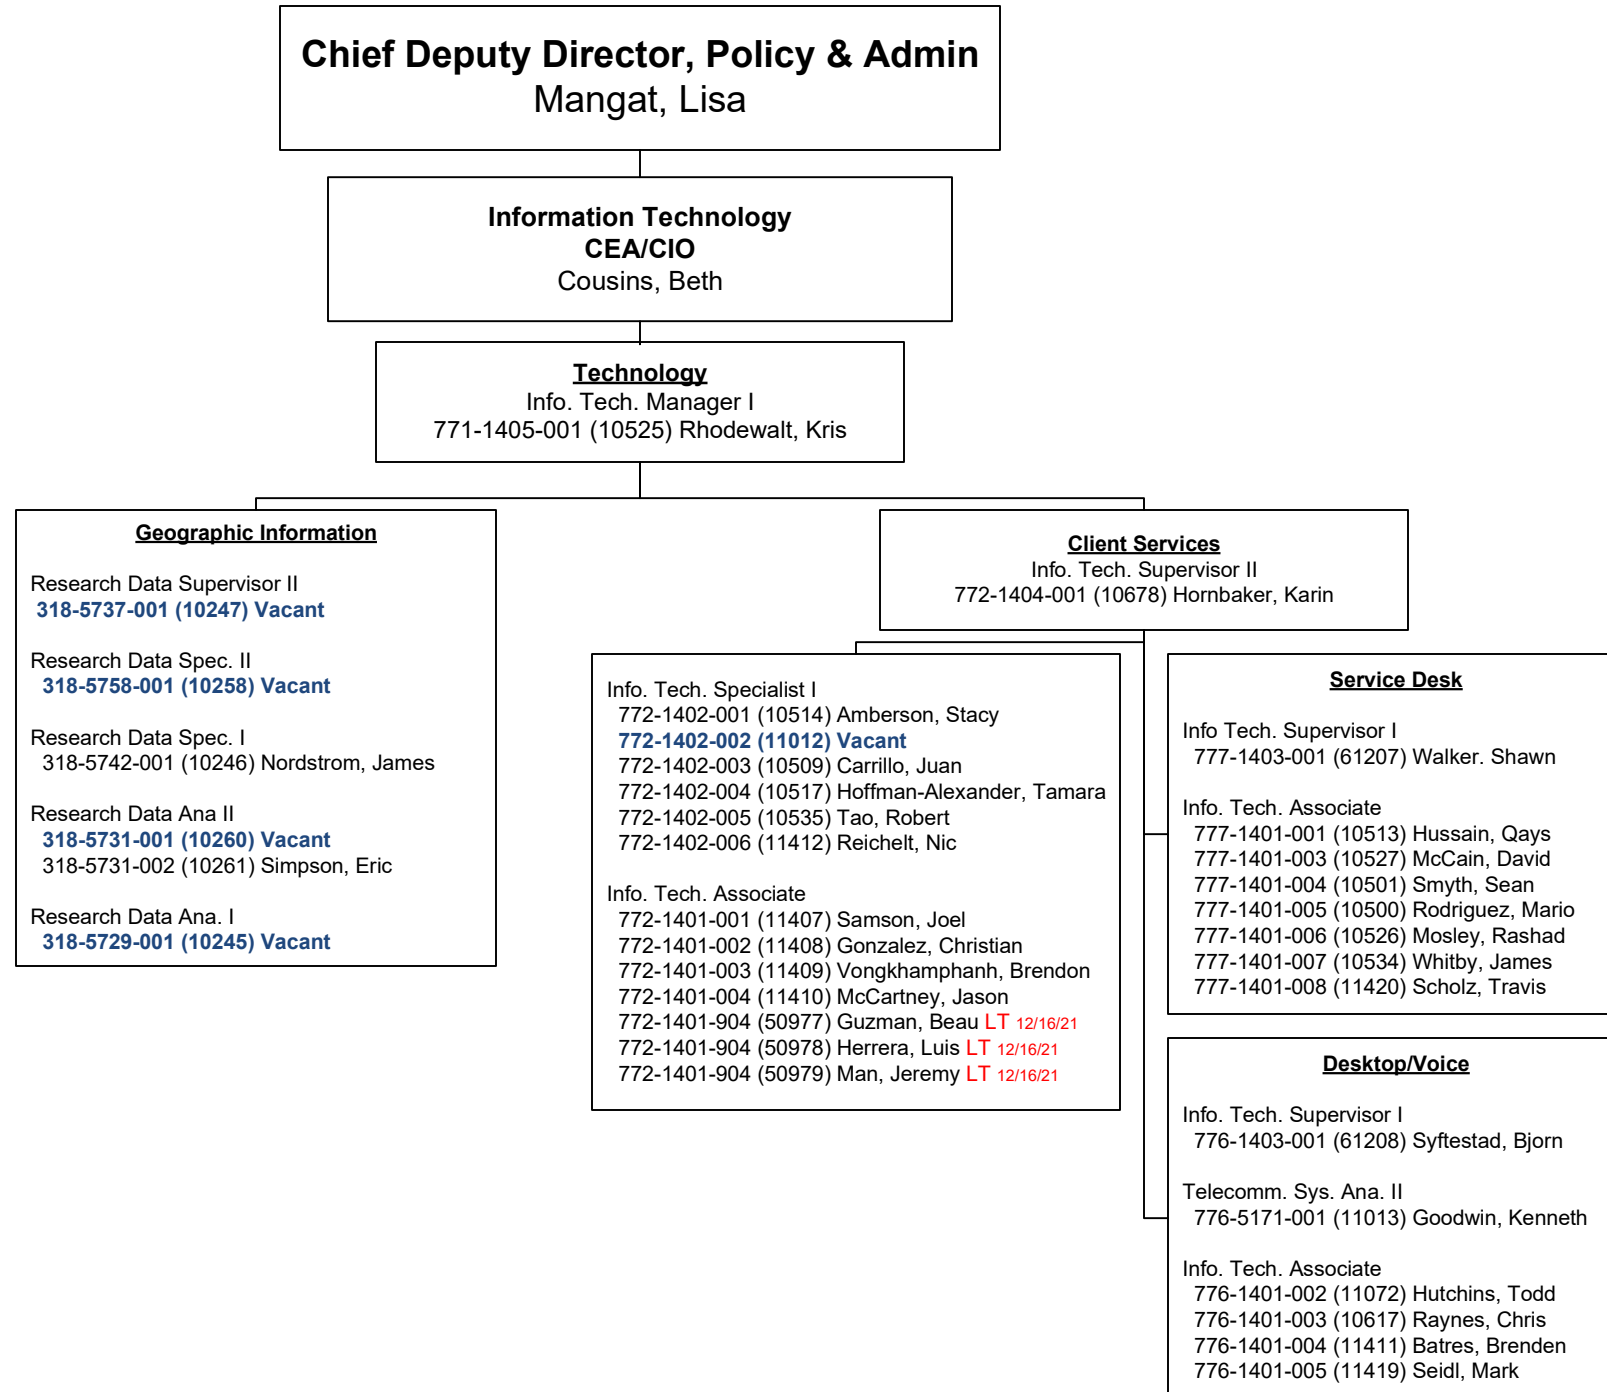 Chief Deputy Director, Policy & Admin
Mangat, Lisa
Information Technology
CEA/CIO
Cousins, Beth
Technology
Info. Tech. Manager I
771-1405-001 (10525) Rhodewalt, Kris
Geographic Information
Research Data Supervisor II
318-5737-001 (10247) Vacant
Research Data Spec. II
318-5758-001 (10258) Vacant
Research Data Spec. I
318-5742-001 (10246) Nordstrom, James
Research Data Ana II
318-5731-001 (10260) Vacant
318-5731-002 (10261) Simpson, Eric
Research Data Ana. I
318-5729-001 (10245) Vacant
Client Services
Info. Tech. Supervisor II
772-1404-001 (10678) Hornbaker, Karin
Info. Tech. Specialist I
772-1402-001 (10514) Amberson, Stacy
772-1402-002 (11012) Vacant
772-1402-003 (10509) Carrillo, Juan
772-1402-004 (10517) Hoffman-Alexander, Tamara
772-1402-005 (10535) Tao, Robert
772-1402-006 (11412) Reichelt, Nic
Info. Tech. Associate
772-1401-001 (11407) Samson, Joel
772-1401-002 (11408) Gonzalez, Christian
772-1401-003 (11409) Vongkhamphanh, Brendon
772-1401-004 (11410) McCartney, Jason
772-1401-904 (50977) Guzman, Beau LT 12/16/21
772-1401-904 (50978) Herrera, Luis LT 12/16/21
772-1401-904 (50979) Man, Jeremy LT 12/16/21
Service Desk
Info Tech. Supervisor I
777-1403-001 (61207) Walker. Shawn
Info. Tech. Associate
777-1401-001 (10513) Hussain, Qays
777-1401-003 (10527) McCain, David
777-1401-004 (10501) Smyth, Sean
777-1401-005 (10500) Rodriguez, Mario
777-1401-006 (10526) Mosley, Rashad
777-1401-007 (10534) Whitby, James
777-1401-008 (11420) Scholz, Travis
Desktop/Voice
Info. Tech. Supervisor I
776-1403-001 (61208) Syftestad, Bjorn
Telecomm. Sys. Ana. II
776-5171-001 (11013) Goodwin, Kenneth
Info. Tech. Associate
776-1401-002 (11072) Hutchins, Todd
776-1401-003 (10617) Raynes, Chris
776-1401-004 (11411) Batres, Brenden
776-1401-005 (11419) Seidl, Mark